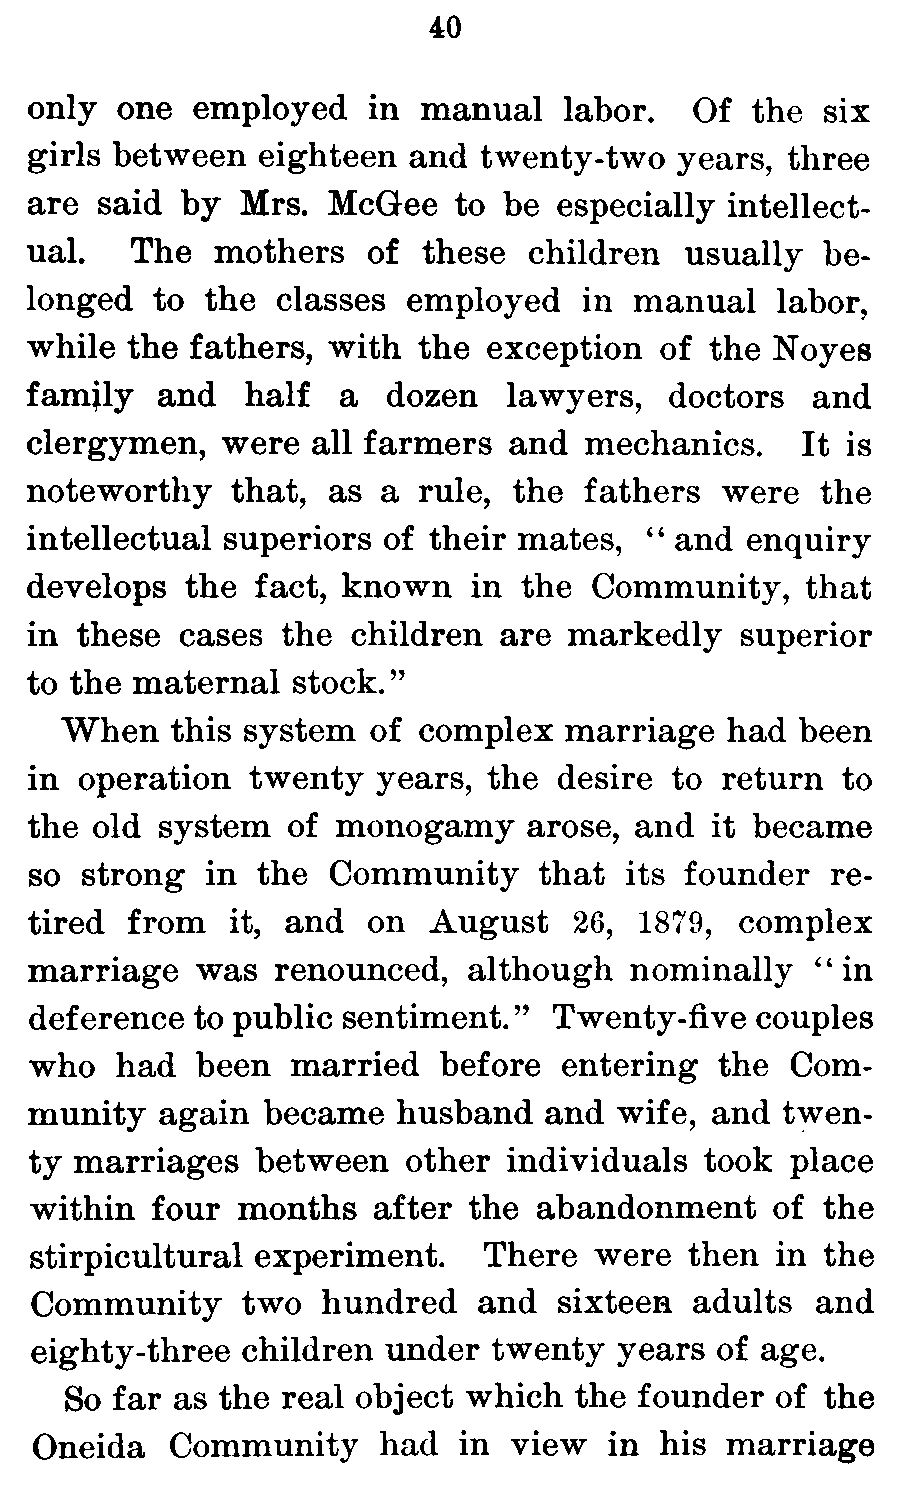 40
only one employed in manual labor. Of the six
girls between eighteen and twenty-two years, three
are said by Mrs. McGee to be especially intellect-
ual. The mothers of these children usually be-
longed to the classes employed in manual labor,
while the fathers, with the exception of the Noyes
family and half a dozen lawyers, doctors and
clergymen, were all farmers and mechanics. It is
noteworthy that, as a rule, the fathers were the
intellectual superiors of their mates, “and enquiry
develops the fact, known in the Community, that
in these cases the children are markedly superior
to the maternal stock.”
When this system of complex marriage had been
in operation twenty years, the desire to return to
the old system of monogamy arose, and it became
so strong in the Community that its founder re-
tired from it, and on August 26, 1879, complex
marriage was renounced, although nominally “in
deference to public sentiment.” Twenty-five couples
who had been married before entering the Com-
munity again became husband and wife, and twen-
ty marriages between other individuals took place
within four months after the abandonment of the
stirpicultural experiment. There were then in the
Community two hundred and sixteen adults and
eighty-three children under twenty years of age.
So far as the real object which the founder of the
Oneida Community had in view in his marriage